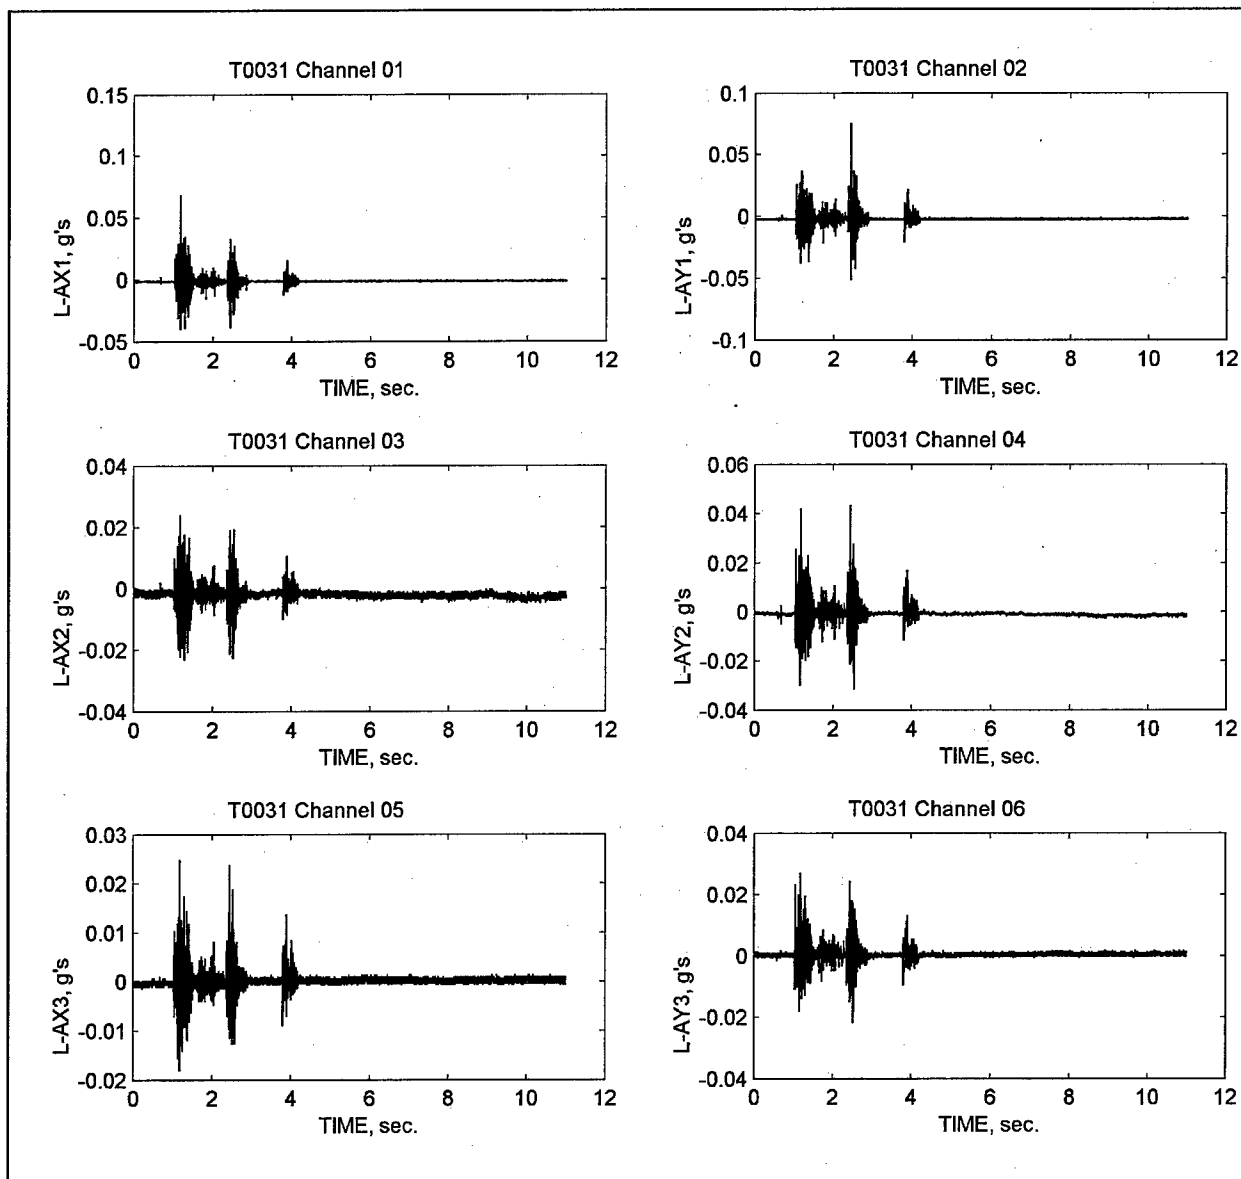 T0031 Channel 01
0.15
0.1
0.05
0
-0.05
L-AX1, g's
0 2 4 6 8 10 12
TIME, sec.
T0031 Channel 02
0.1
0.05
0
-0.05
-0.1
L-AY1, g's
0 2 4 6 8 10 12
TIME, sec.
T0031 Channel 03
0.04
0.02
0
-0.02
-0.04
L-AX2, g's
0 2 4 6 8 10 12
TIME, sec.
T0031 Channel 04
0.06
0.04
0.02
0
-0.02
-0.04
L-AY2, g's
0 2 4 6 8 10 12
TIME, sec.
T0031 Channel 05
0.03
0.02
0.01
0
-0.01
-0.02
L-AX3, g's
0 2 4 6 8 10 12
TIME, sec.
T0031 Channel 06
0.04
0.02
0
-0.02
-0.04
L-AY3, g's
0 2 4 6 8 10 12
TIME, sec.